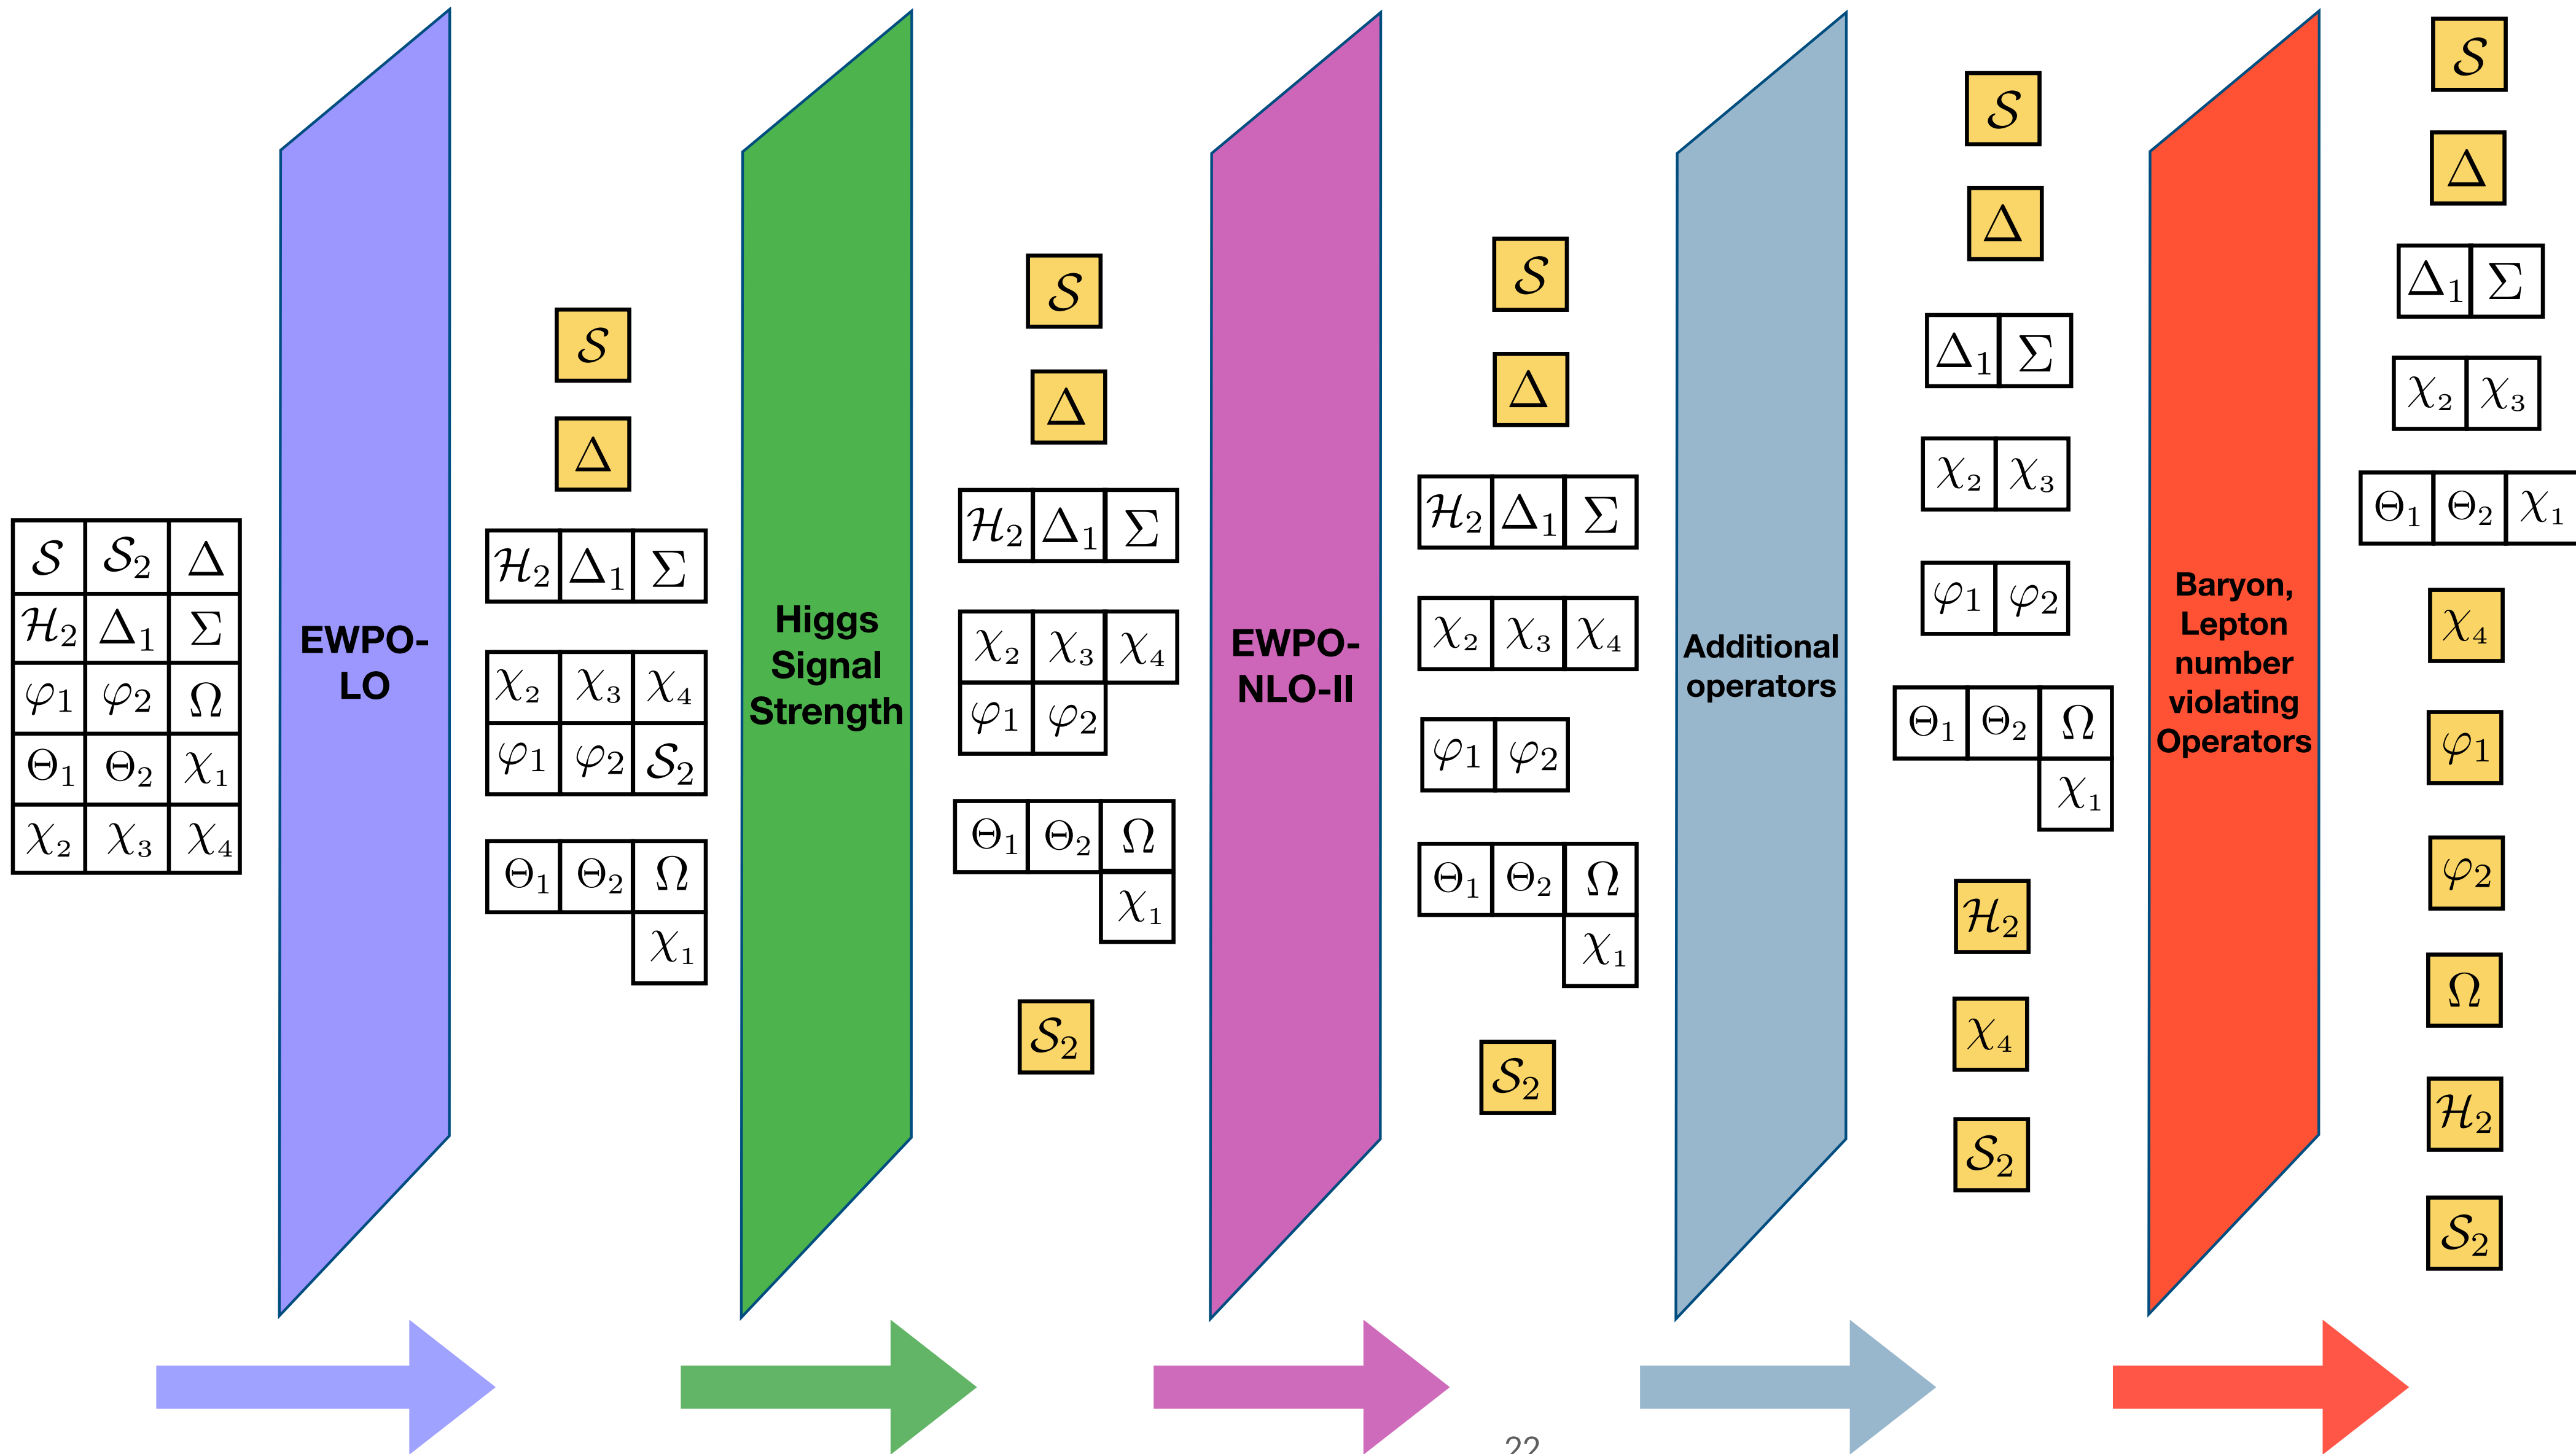 𝒮 𝒮₂ Δ
ℋ₂ Δ₁ Σ
φ₁ φ₂ Ω
Θ₁ Θ₂ χ₁
χ₂ χ₃ χ₄
EWPO-
LO
𝒮
Δ
ℋ₂ Δ₁ Σ
χ₂ χ₃ χ₄
φ₁ φ₂ 𝒮₂
Θ₁ Θ₂ Ω
χ₁
Higgs
Signal
Strength
𝒮
Δ
ℋ₂ Δ₁ Σ
χ₂ χ₃ χ₄
φ₁ φ₂
Θ₁ Θ₂ Ω
χ₁
𝒮₂
EWPO-
NLO-II
𝒮
Δ
ℋ₂ Δ₁ Σ
χ₂ χ₃ χ₄
φ₁ φ₂
Θ₁ Θ₂ Ω
χ₁
𝒮₂
Additional
operators
𝒮
Δ
Δ₁ Σ
χ₂ χ₃
φ₁ φ₂
Θ₁ Θ₂ Ω
χ₁
ℋ₂
χ₄
𝒮₂
Baryon,
Lepton
number
violating
Operators
𝒮
Δ
Δ₁ Σ
χ₂ χ₃
Θ₁ Θ₂ χ₁
χ₄
φ₁
φ₂
Ω
ℋ₂
𝒮₂
22